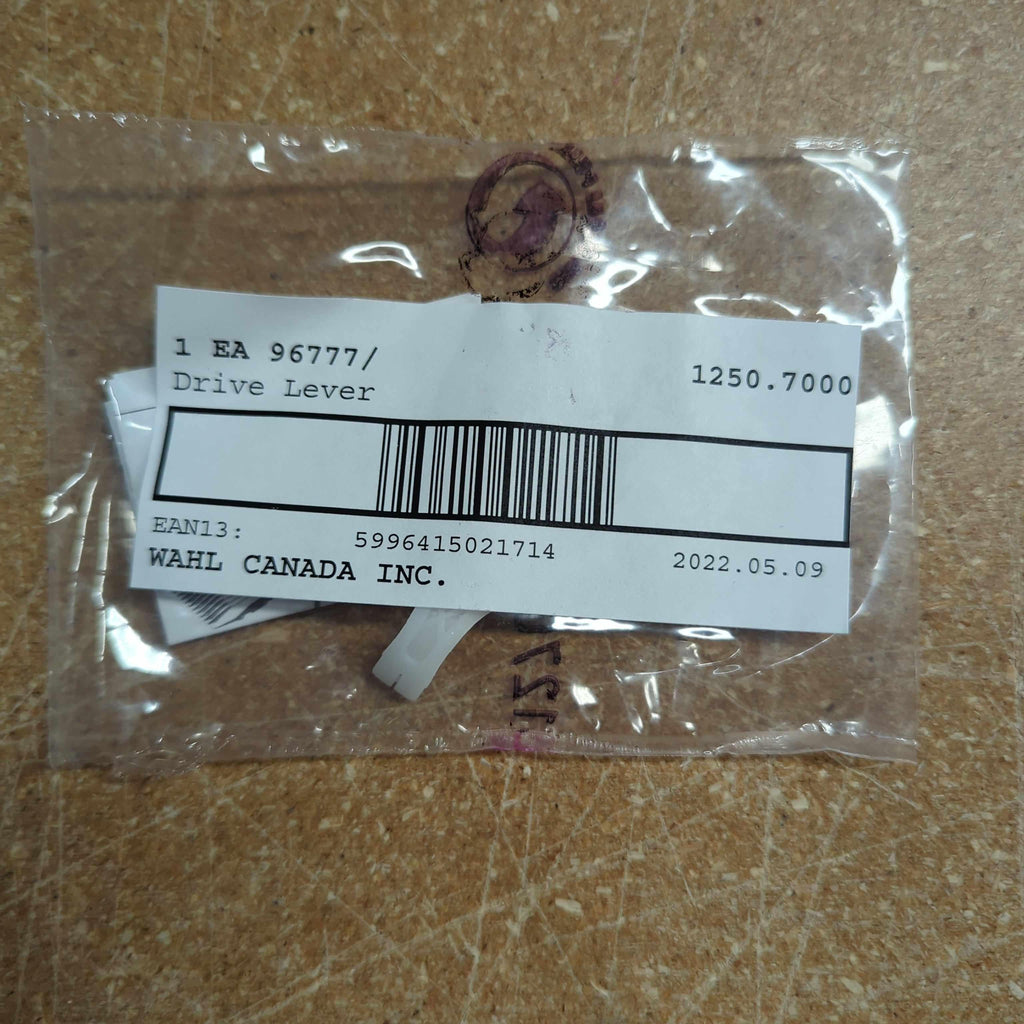 1 EA 96777/
1250.7000
Drive Lever
EAN13:
5996415021714
2022.05.09
WAHL CANADA INC.